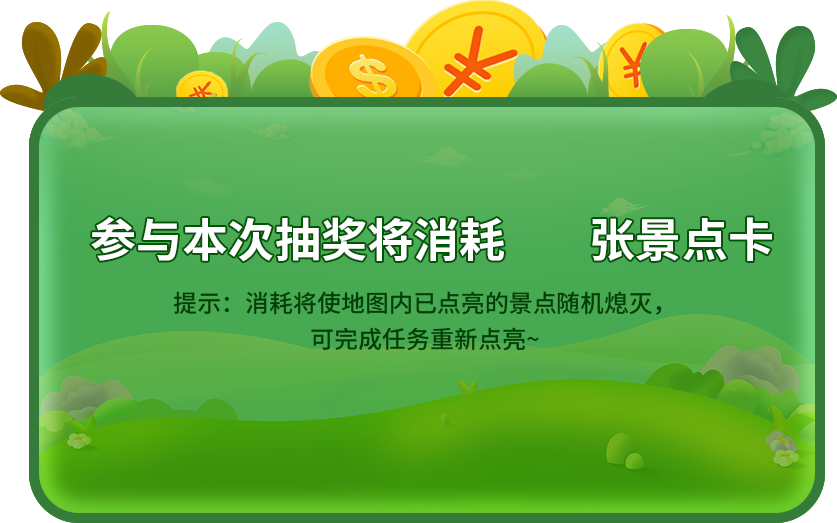 参与本次抽奖将消耗　　张景点卡
提示：消耗将使地图内已点亮的景点随机熄灭，
可完成任务重新点亮~